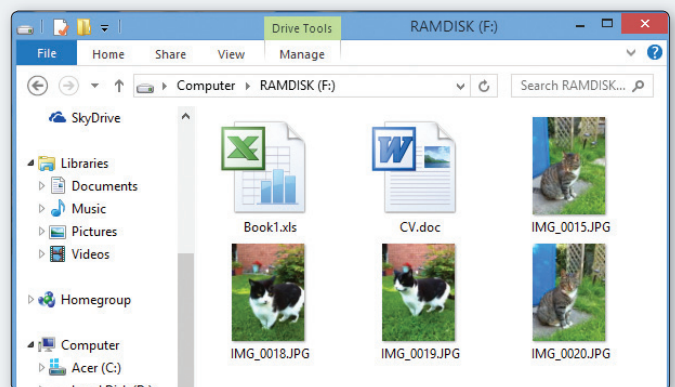 Drive Tools
RAMDISK (F:)
File
Home
Share
View
Manage
Computer
RAMDISK (F:)
Search RAMDISK...
SkyDrive
Libraries
Documents
Music
Pictures
Videos
Homegroup
Computer
Acer (C:)
Book1.xls
CV.doc
IMG_0015.JPG
IMG_0018.JPG
IMG_0019.JPG
IMG_0020.JPG